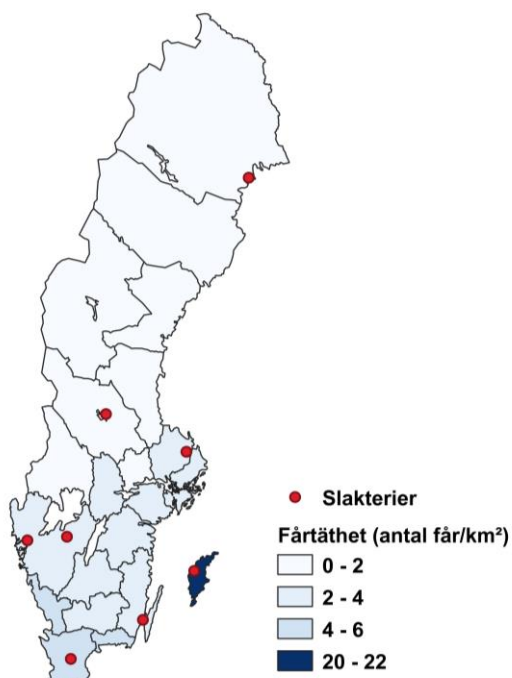 Slakterier
Fårtäthet (antal får/km²)
0 - 2
2 - 4
4 - 6
20 - 22